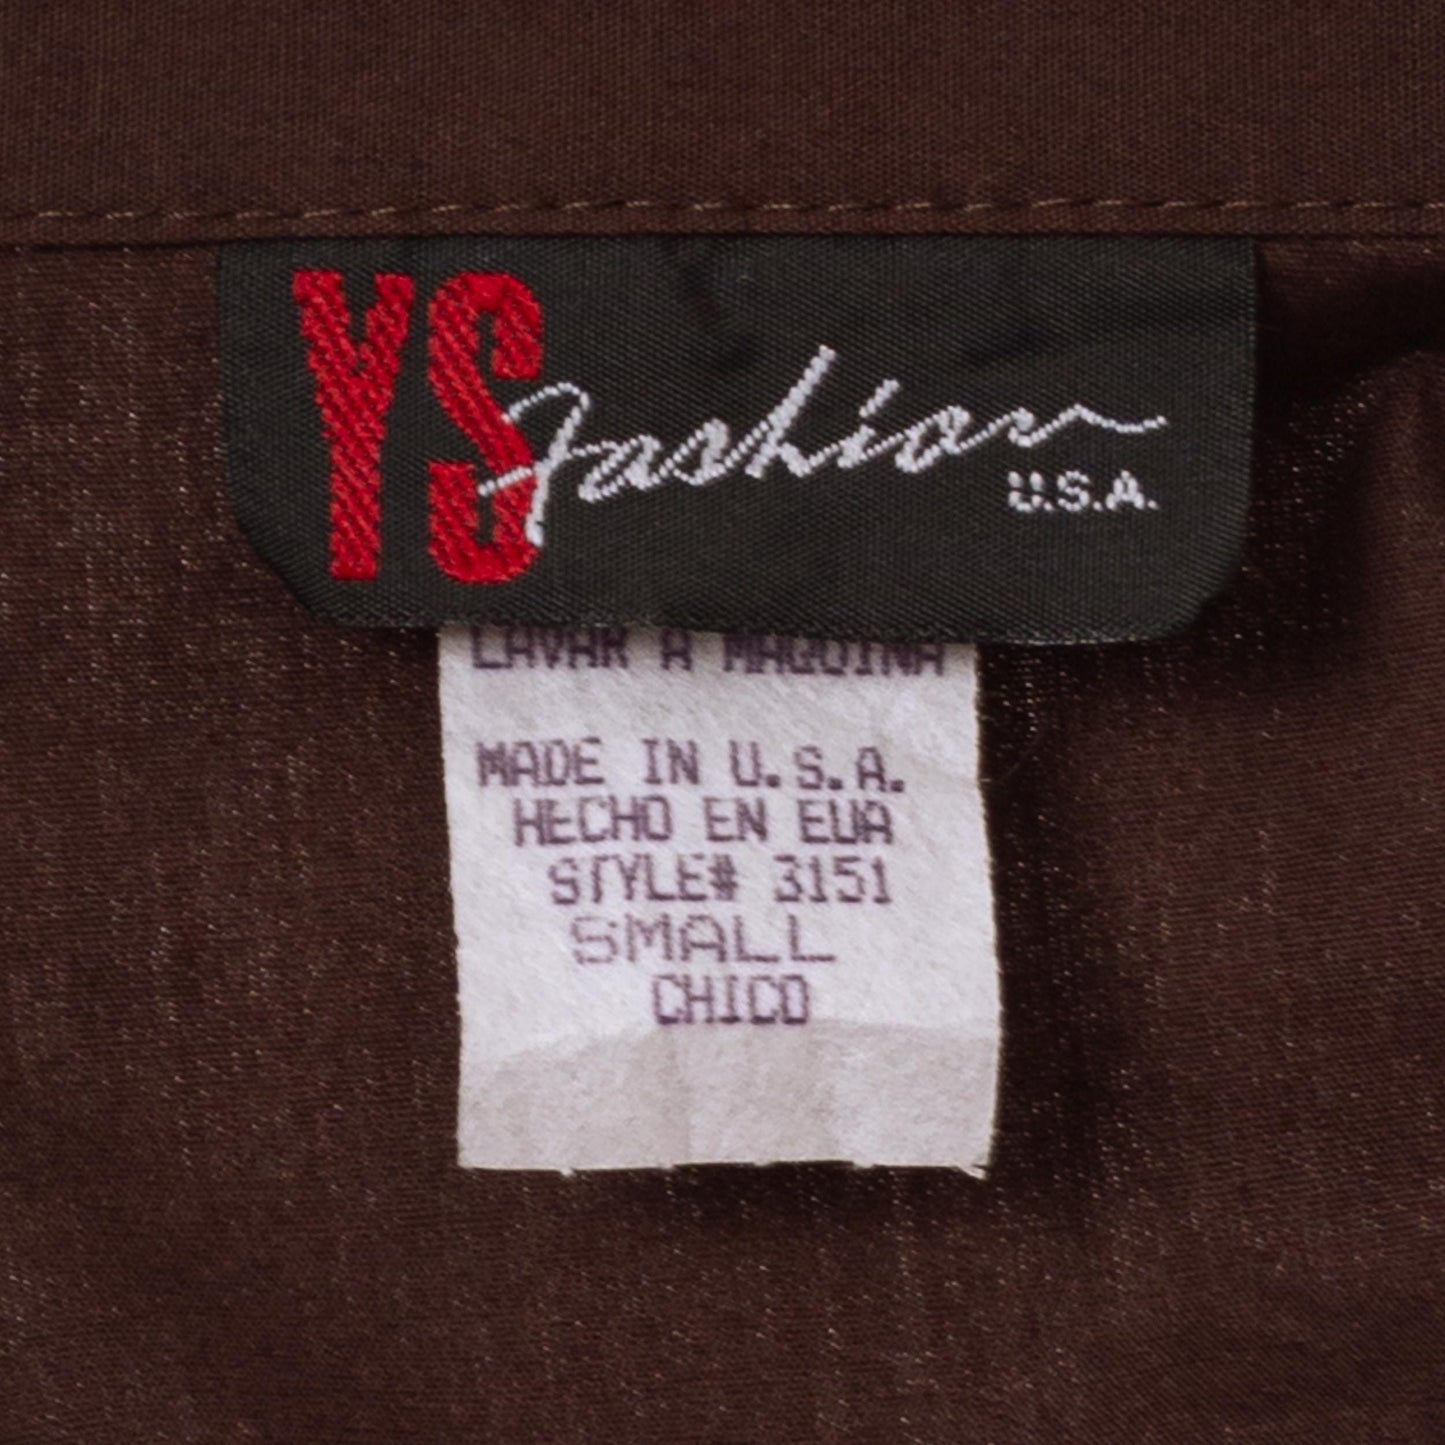 YS Fashion
U.S.A.
LAVAR A MAQUINA
MADE IN U.S.A.
HECHO EN EUA
STYLE# 3151
SMALL
CHICO